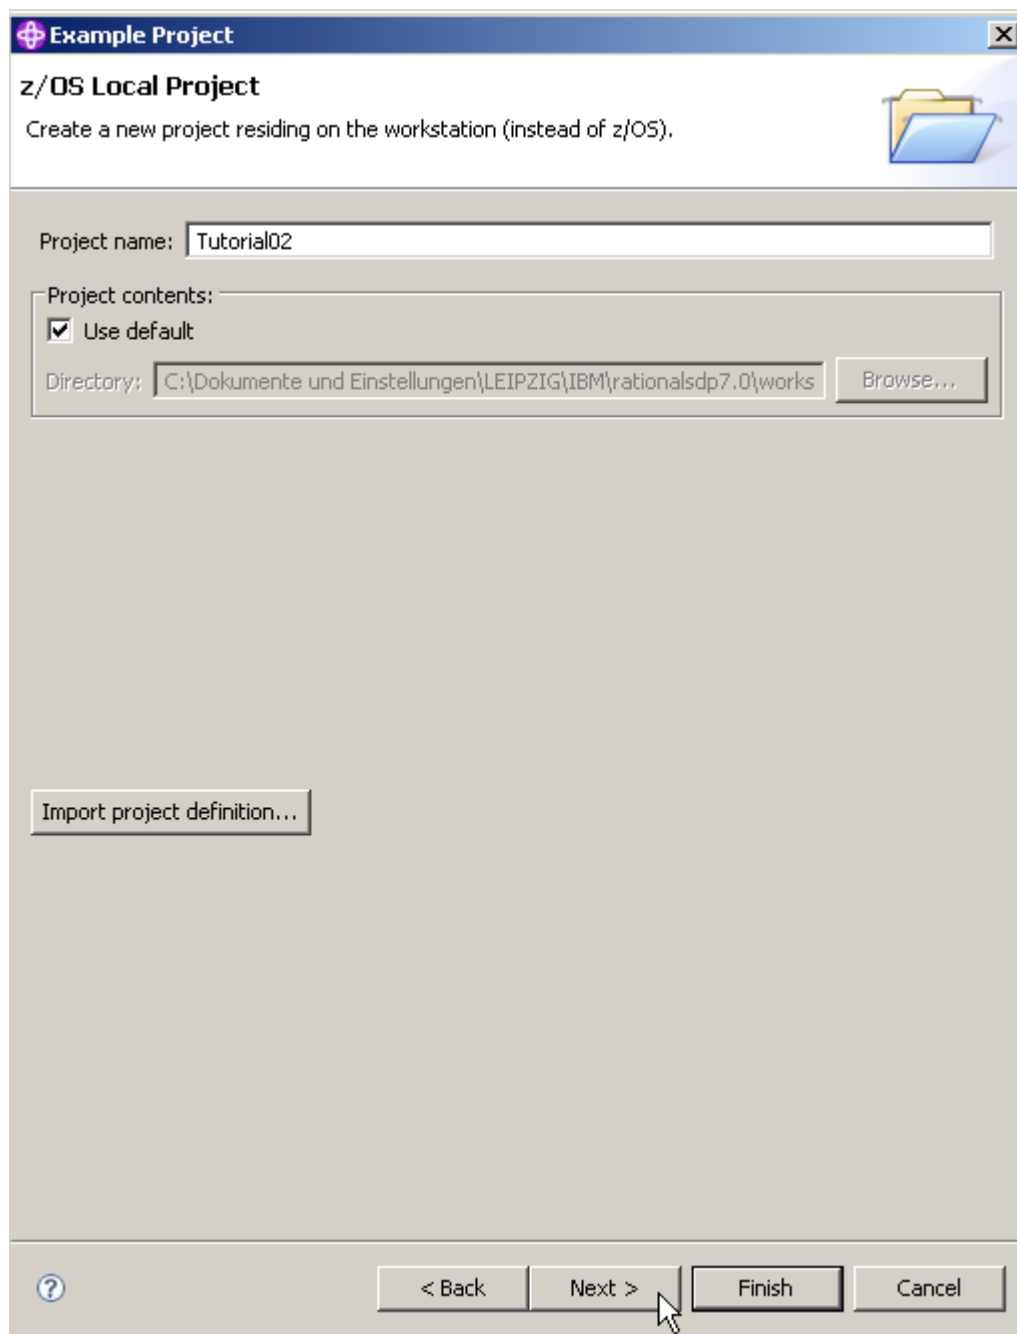 Example Project
z/OS Local Project
Create a new project residing on the workstation (instead of z/OS).
Project name: Tutorial02
Project contents:
Use default
Directory: C:\Dokumente und Einstellungen\LEIPZIG\IBM\rationalsdp7.0\works Browse...
Import project definition...
? < Back Next > Finish Cancel